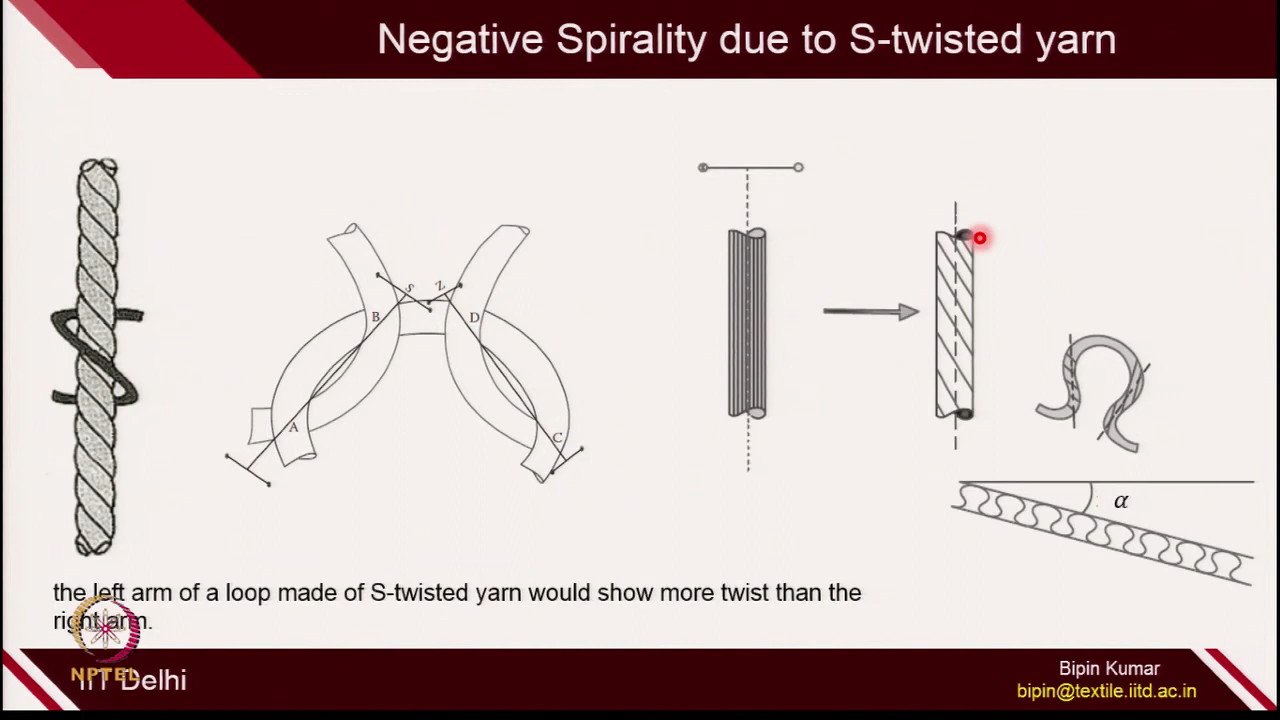 Negative Spirality due to S-twisted yarn
S
Z
B
D
A
C
α
the left arm of a loop made of S-twisted yarn would show more twist than the
right arm.
NPTEL
IIT Delhi
Bipin Kumar
bipin@textile.iitd.ac.in